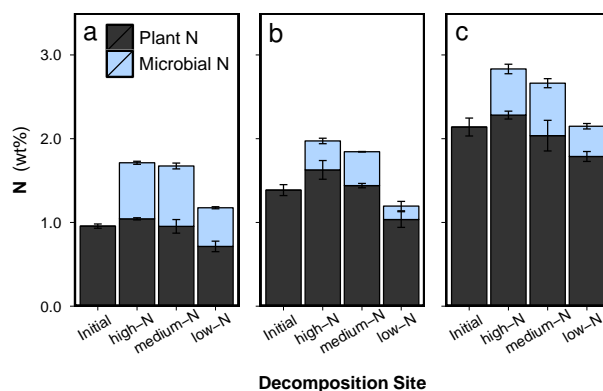 a
b
c
Plant N
Microbial N
3.0
2.0
1.0
0.0
N (wt%)
Initial
high–N
medium–N
low–N
Initial
high–N
medium–N
low–N
Initial
high–N
medium–N
low–N
Decomposition Site